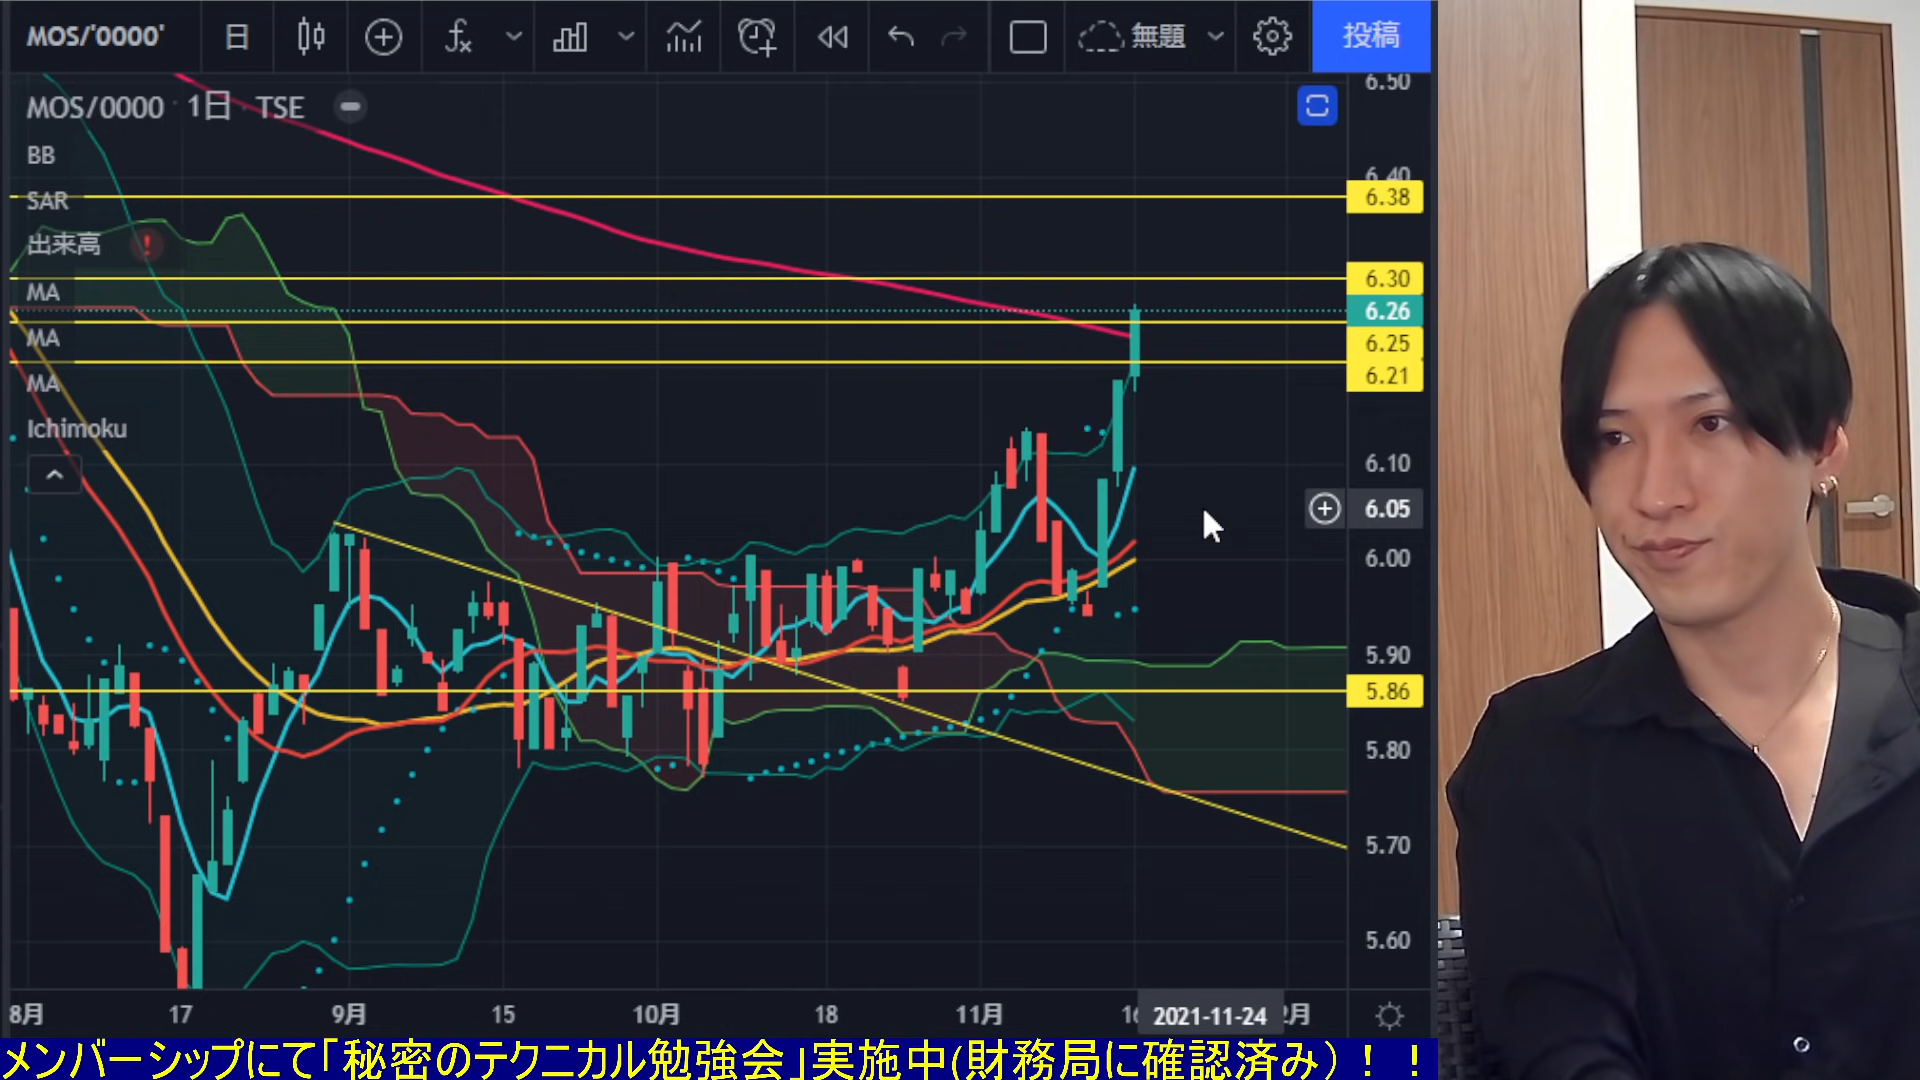 MOS/'0000'
日
無題
投稿
MOS/0000 · 1日 · TSE
BB
SAR
出来高
MA
MA
MA
Ichimoku
6.50
6.40
6.38
6.30
6.26
6.25
6.21
6.10
6.05
6.00
5.90
5.86
5.80
5.70
5.60
8月 17 9月 15 10月 18 11月 2021-11-24
メンバーシップにて「秘密のテクニカル勉強会」実施中(財務局に確認済み)！！